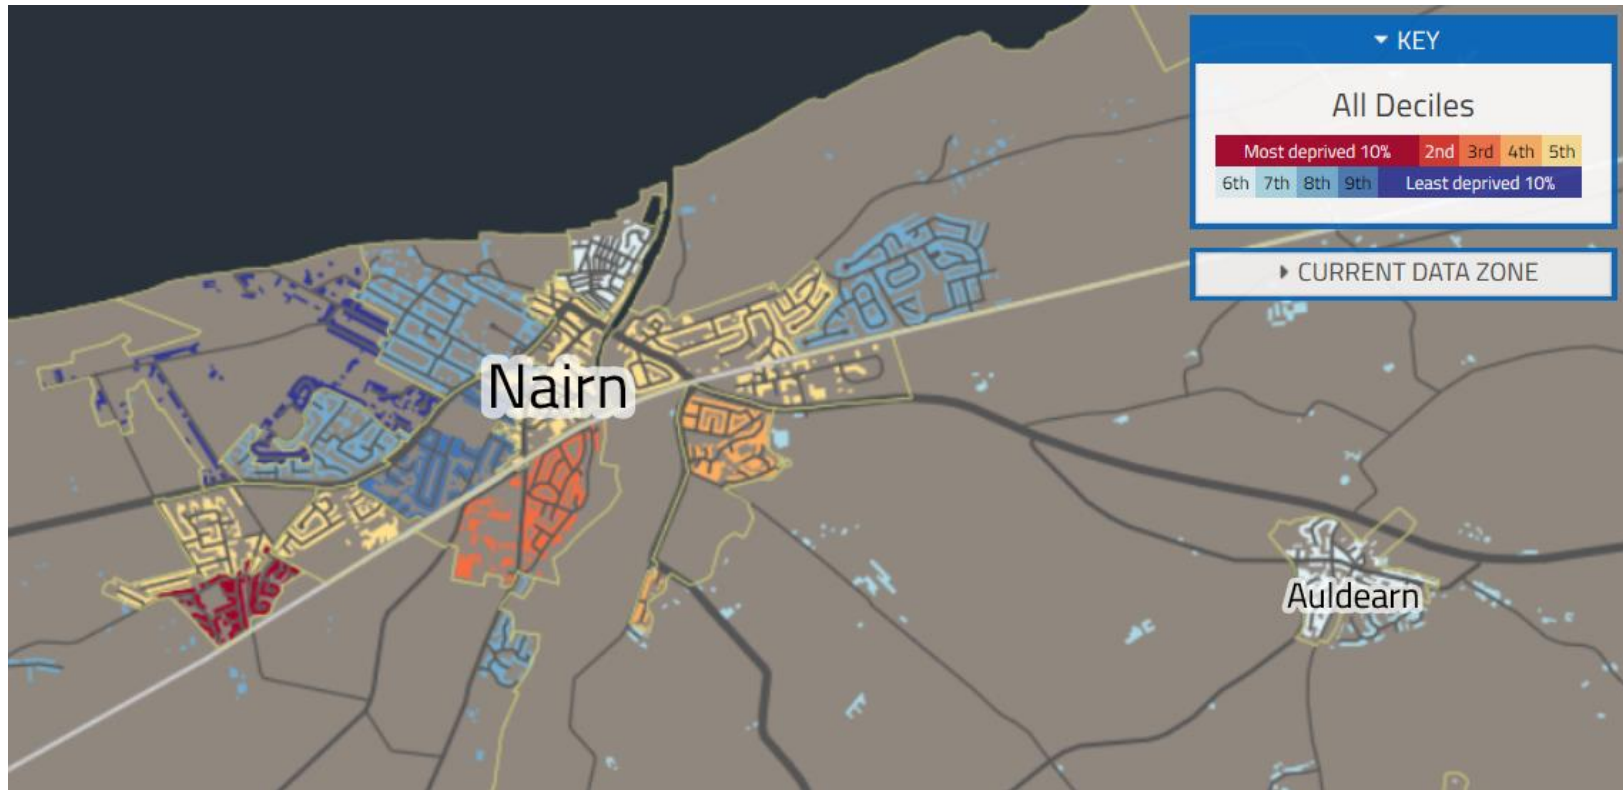 KEY
All Deciles
Most deprived 10% 2nd 3rd 4th 5th
6th 7th 8th 9th Least deprived 10%
CURRENT DATA ZONE
Nairn
Auldearn